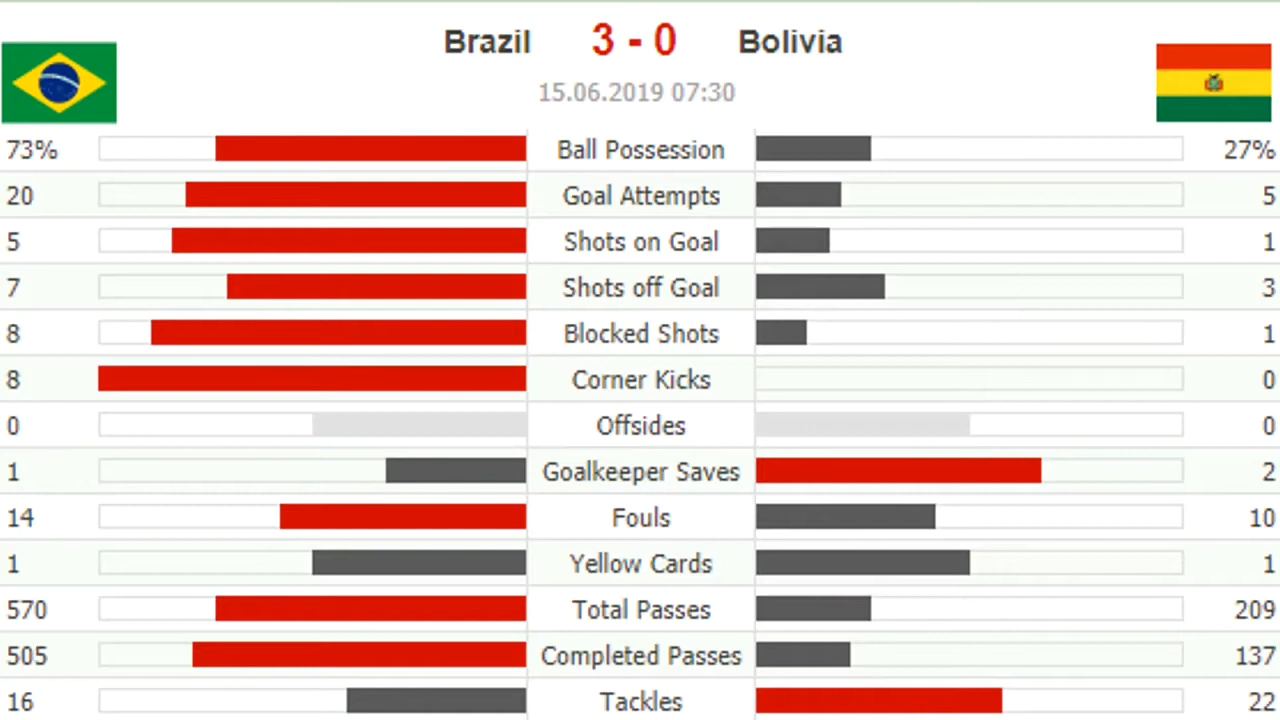 Brazil 3 - 0 Bolivia
15.06.2019 07:30
73% Ball Possession 27%
20 Goal Attempts 5
5 Shots on Goal 1
7 Shots off Goal 3
8 Blocked Shots 1
8 Corner Kicks 0
0 Offsides 0
1 Goalkeeper Saves 2
14 Fouls 10
1 Yellow Cards 1
570 Total Passes 209
505 Completed Passes 137
16 Tackles 22